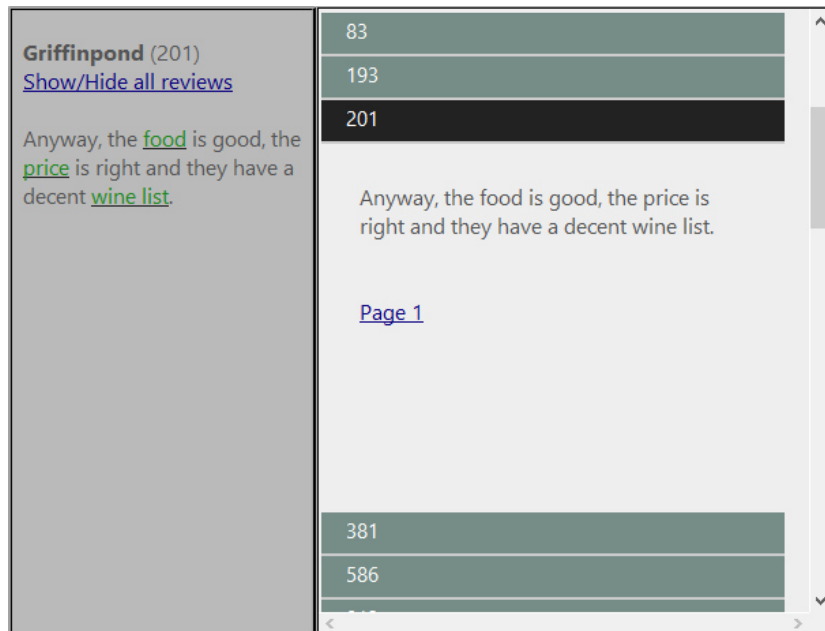 Griffinpond (201)
Show/Hide all reviews
Anyway, the food is good, the
price is right and they have a
decent wine list.
83
193
201
Anyway, the food is good, the price is
right and they have a decent wine list.
Page 1
381
586